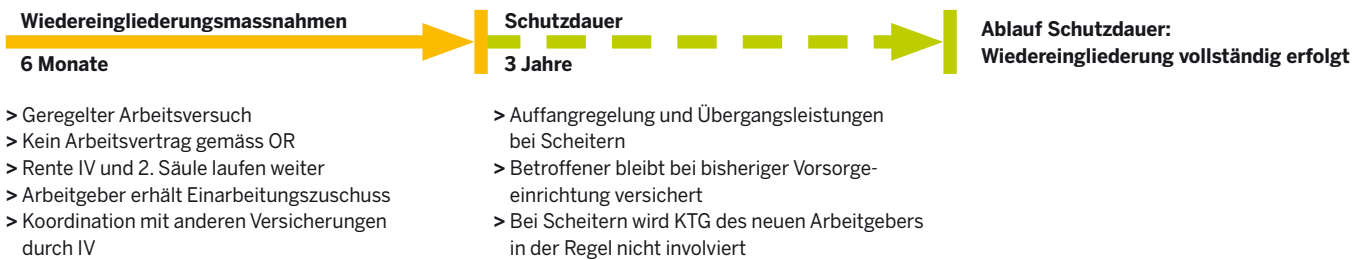 Wiedereingliederungsmassnahmen
6 Monate
> Geregelter Arbeitsversuch
> Kein Arbeitsvertrag gemäss OR
> Rente IV und 2. Säule laufen weiter
> Arbeitgeber erhält Einarbeitungszuschuss
> Koordination mit anderen Versicherungen
durch IV
Schutzdauer
3 Jahre
> Auffangregelung und Übergangsleistungen
bei Scheitern
> Betroffener bleibt bei bisheriger Vorsorge-
einrichtung versichert
> Bei Scheitern wird KTG des neuen Arbeitgebers
in der Regel nicht involviert
Ablauf Schutzdauer:
Wiedereingliederung vollständig erfolgt